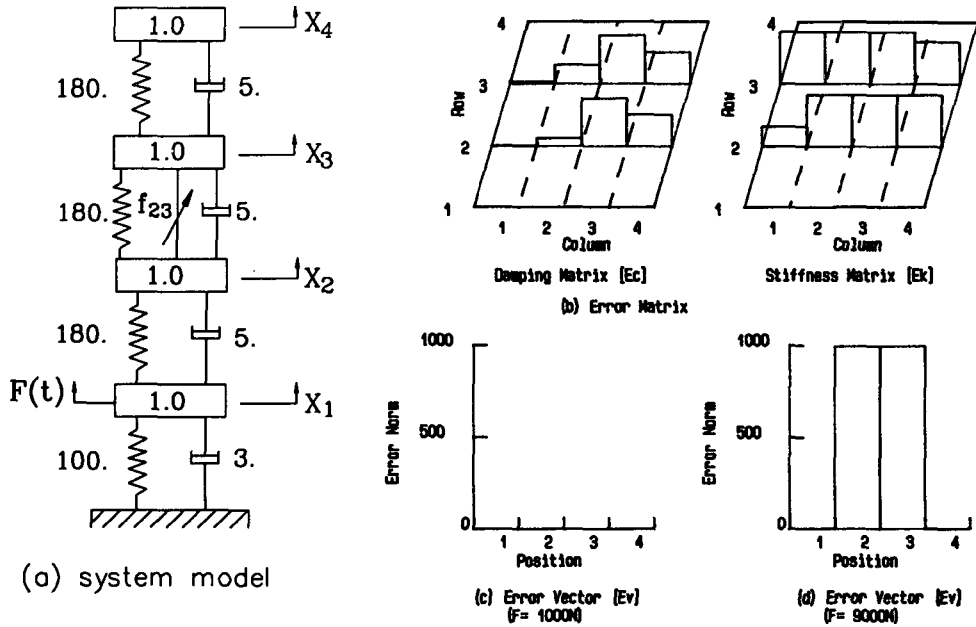 1.0
X4
180.
5.
1.0
X3
180.
f23
5.
1.0
X2
180.
5.
F(t)
1.0
X1
100.
3.
(a) system model
4
3
Row
2
1
1 2 3 4
Column
Damping Matrix [Ec]
4
3
Row
2
1
1 2 3 4
Column
Stiffness Matrix [Ek]
(b) Error Matrix
1000
Error Norm
500
0
1 2 3 4
Position
(c) Error Vector [Ev]
(F= 1000N)
1000
Error Norm
500
0
1 2 3 4
Position
(d) Error Vector [Ev]
(F= 9000N)